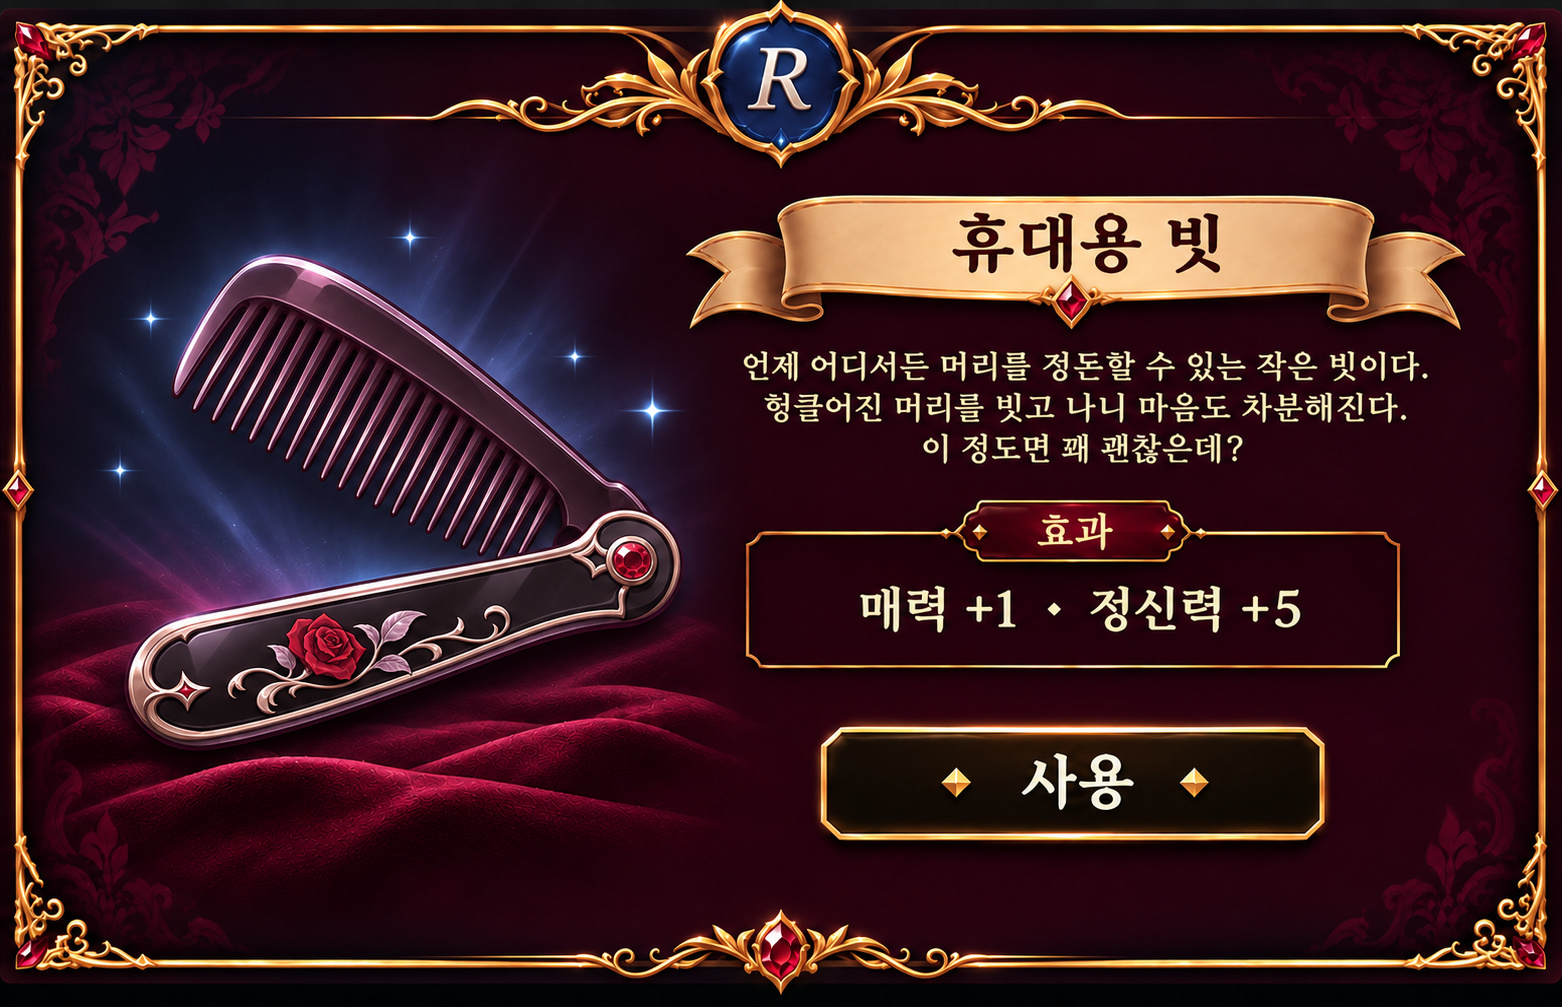 R
휴대용 빗
언제 어디서든 머리를 정돈할 수 있는 작은 빗이다.
헝클어진 머리를 빗고 나니 마음도 차분해진다.
이 정도면 꽤 괜찮은데?
효과
매력 +1 • 정신력 +5
사용